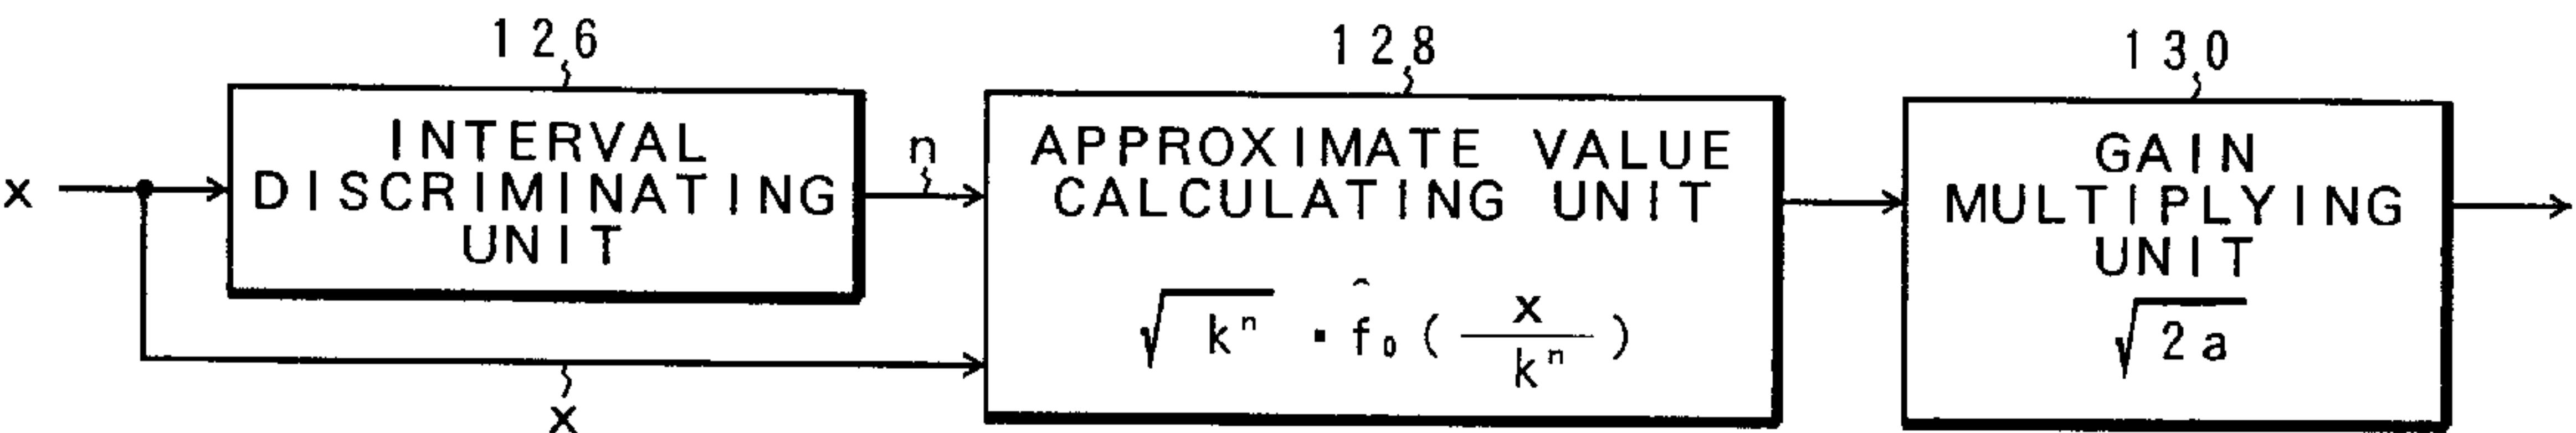 126
128
130
x
INTERVAL
DISCRIMINATING
UNIT
n
x
APPROXIMATE VALUE
CALCULATING UNIT
√kⁿ ▪ f̂₀(x/kⁿ)
GAIN
MULTIPLYING
UNIT
√2a